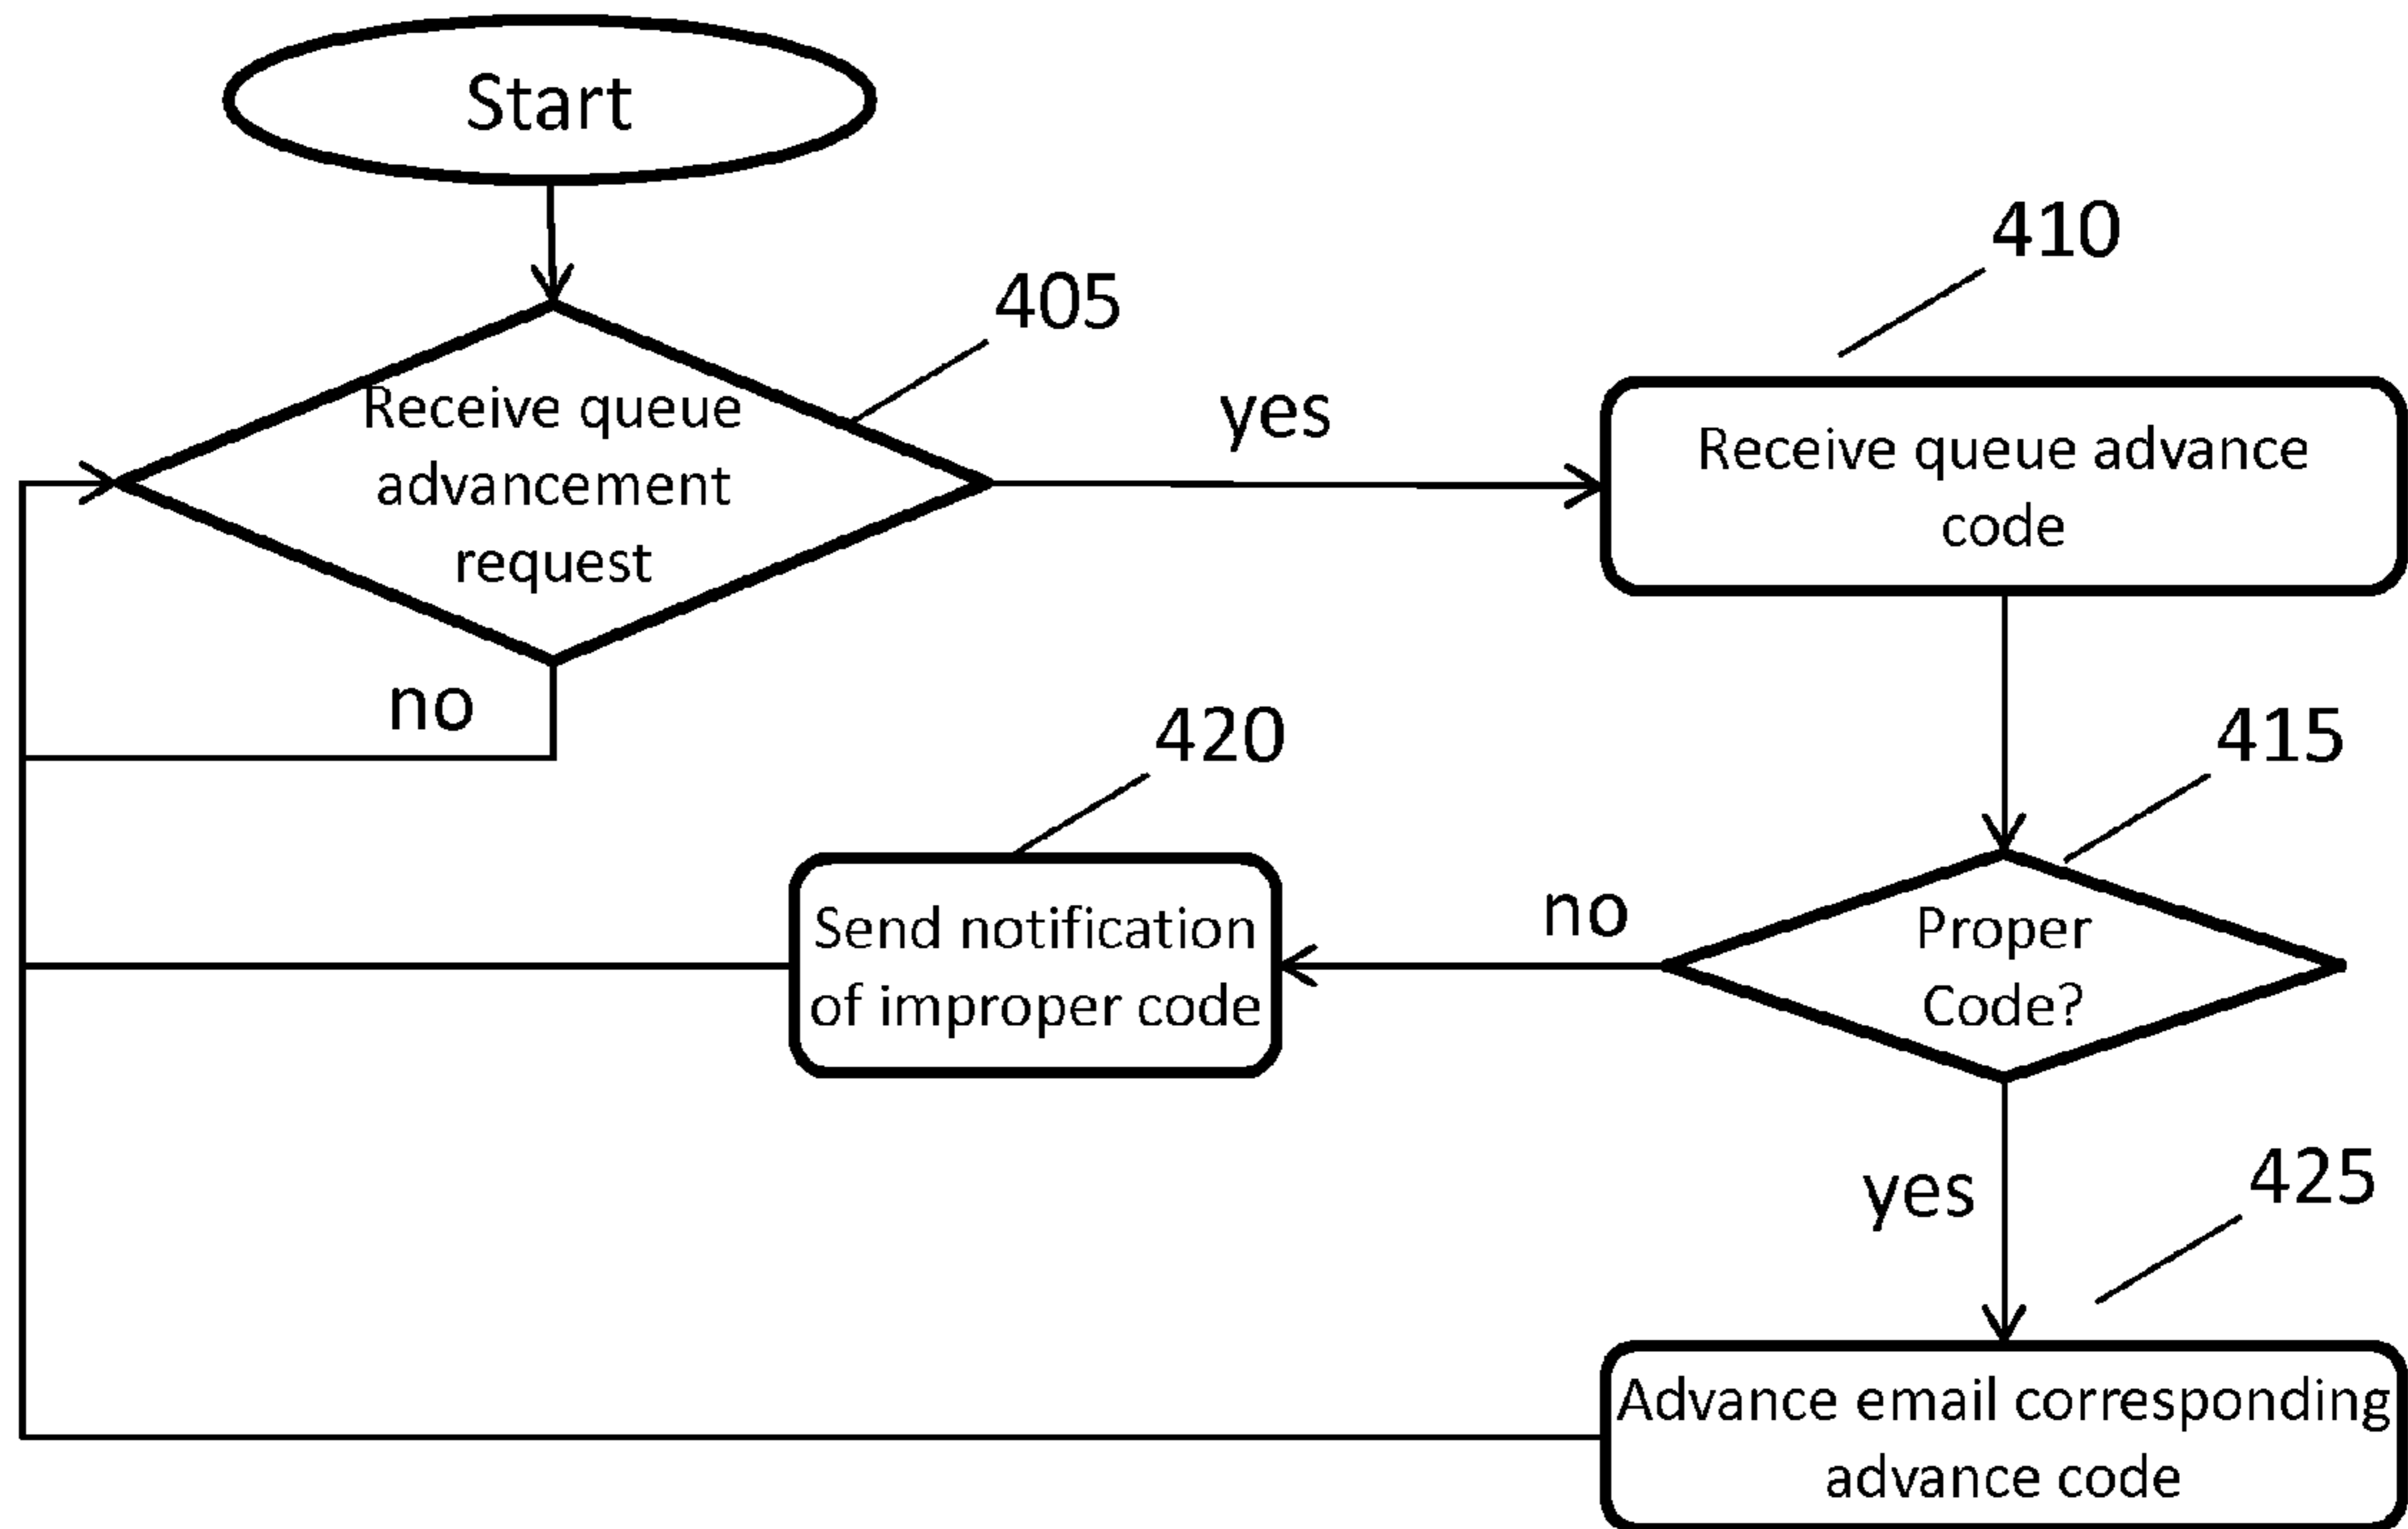 Start
405
410
Receive queue
advancement
request
yes
Receive queue advance
code
no
420
415
Send notification
of improper code
no
Proper
Code?
yes
425
Advance email corresponding
advance code